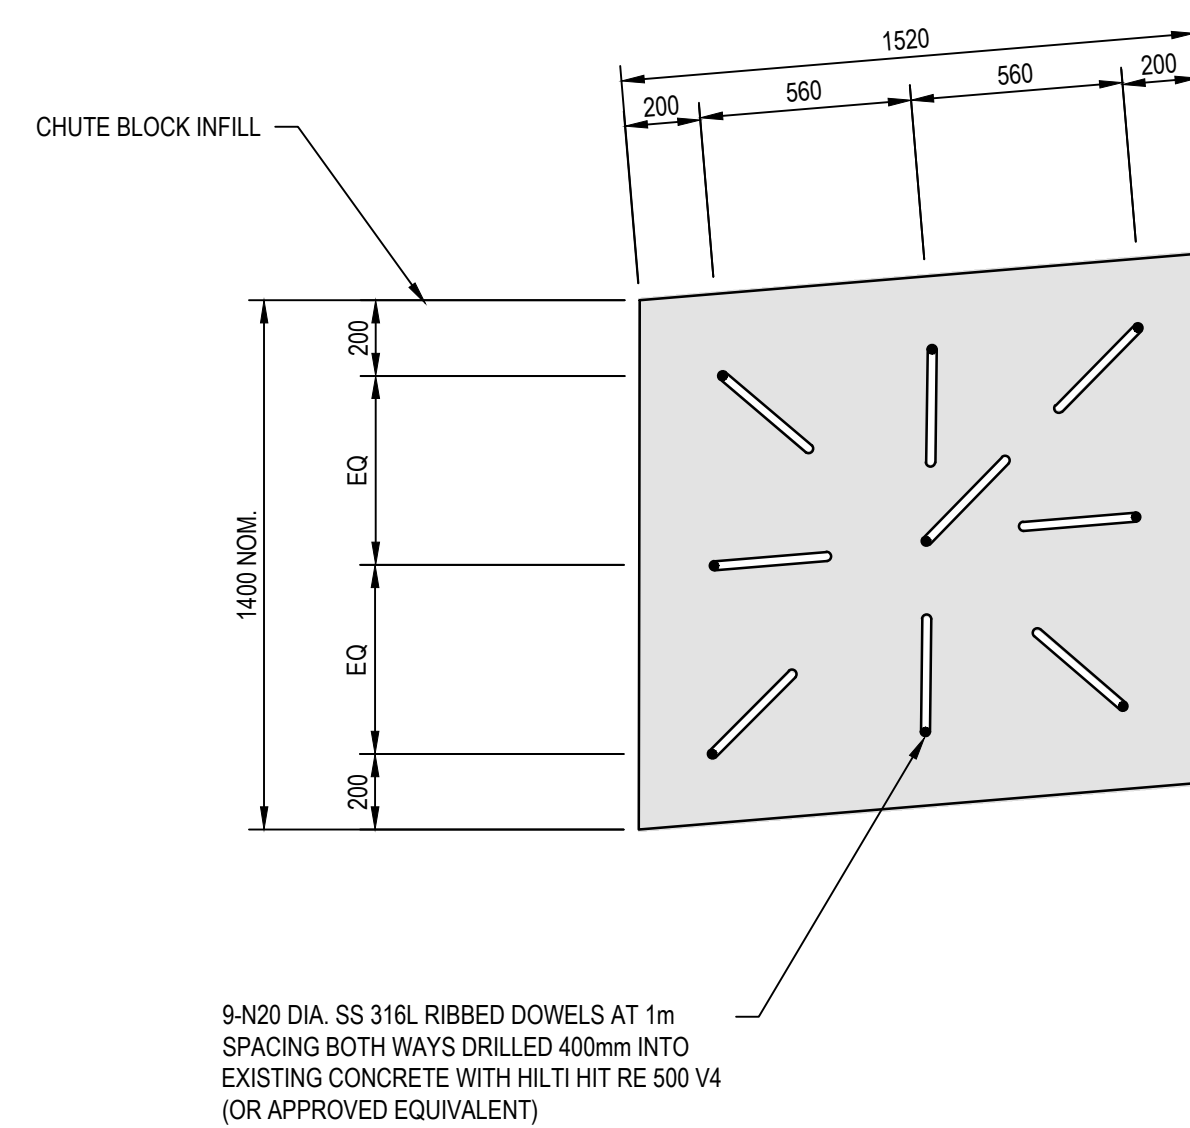 1520
200
560
560
200
CHUTE BLOCK INFILL
200
EQ
1400 NOM.
EQ
200
9-N20 DIA. SS 316L RIBBED DOWELS AT 1m
SPACING BOTH WAYS DRILLED 400mm INTO
EXISTING CONCRETE WITH HILTI HIT RE 500 V4
(OR APPROVED EQUIVALENT)